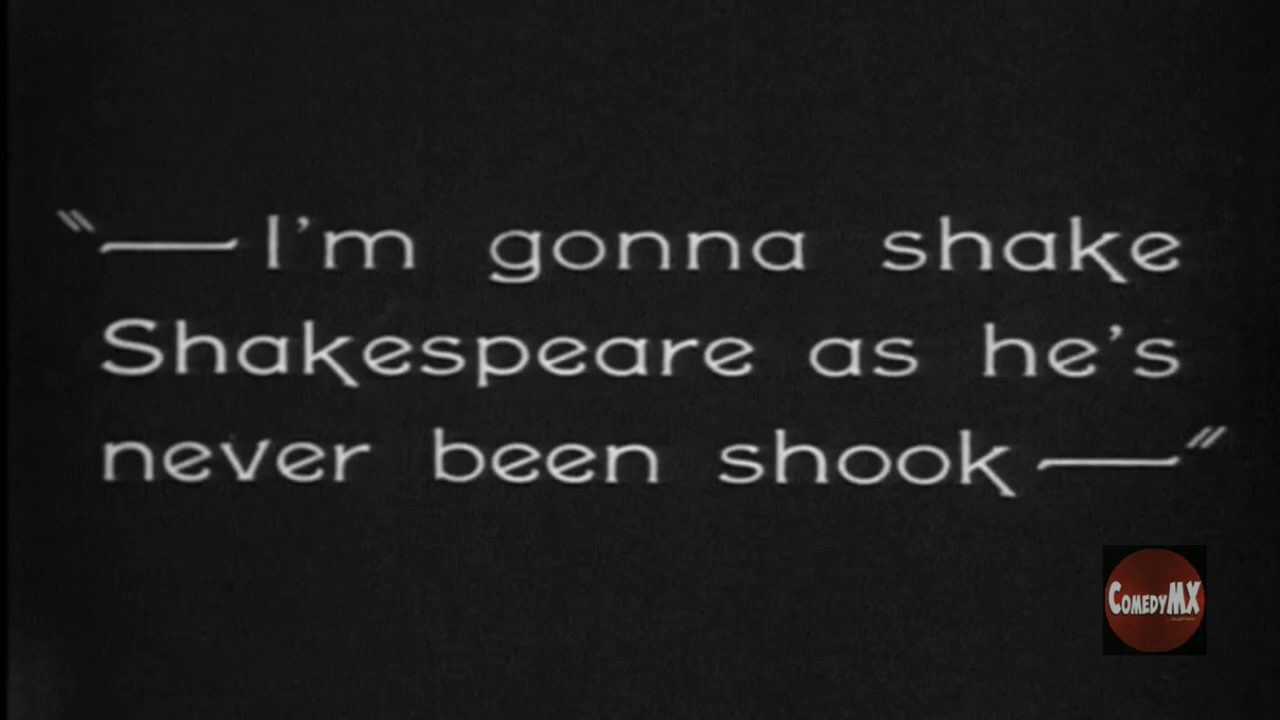 "—I'm gonna shake
Shakespeare as he's
never been shook—"
COMEDYMX